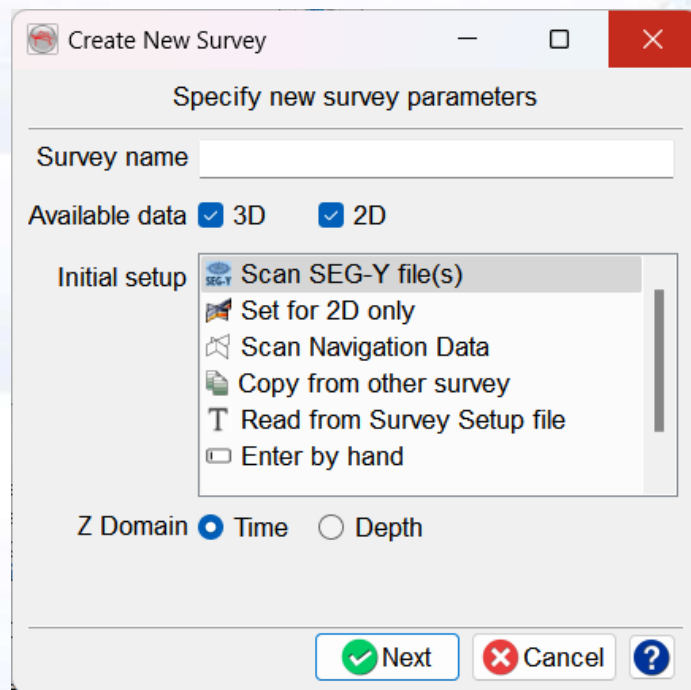 Create New Survey
Specify new survey parameters
Survey name
Available data 3D 2D
Initial setup
SEG-Y Scan SEG-Y file(s)
Set for 2D only
Scan Navigation Data
Copy from other survey
T Read from Survey Setup file
Enter by hand
Z Domain Time Depth
Next Cancel ?